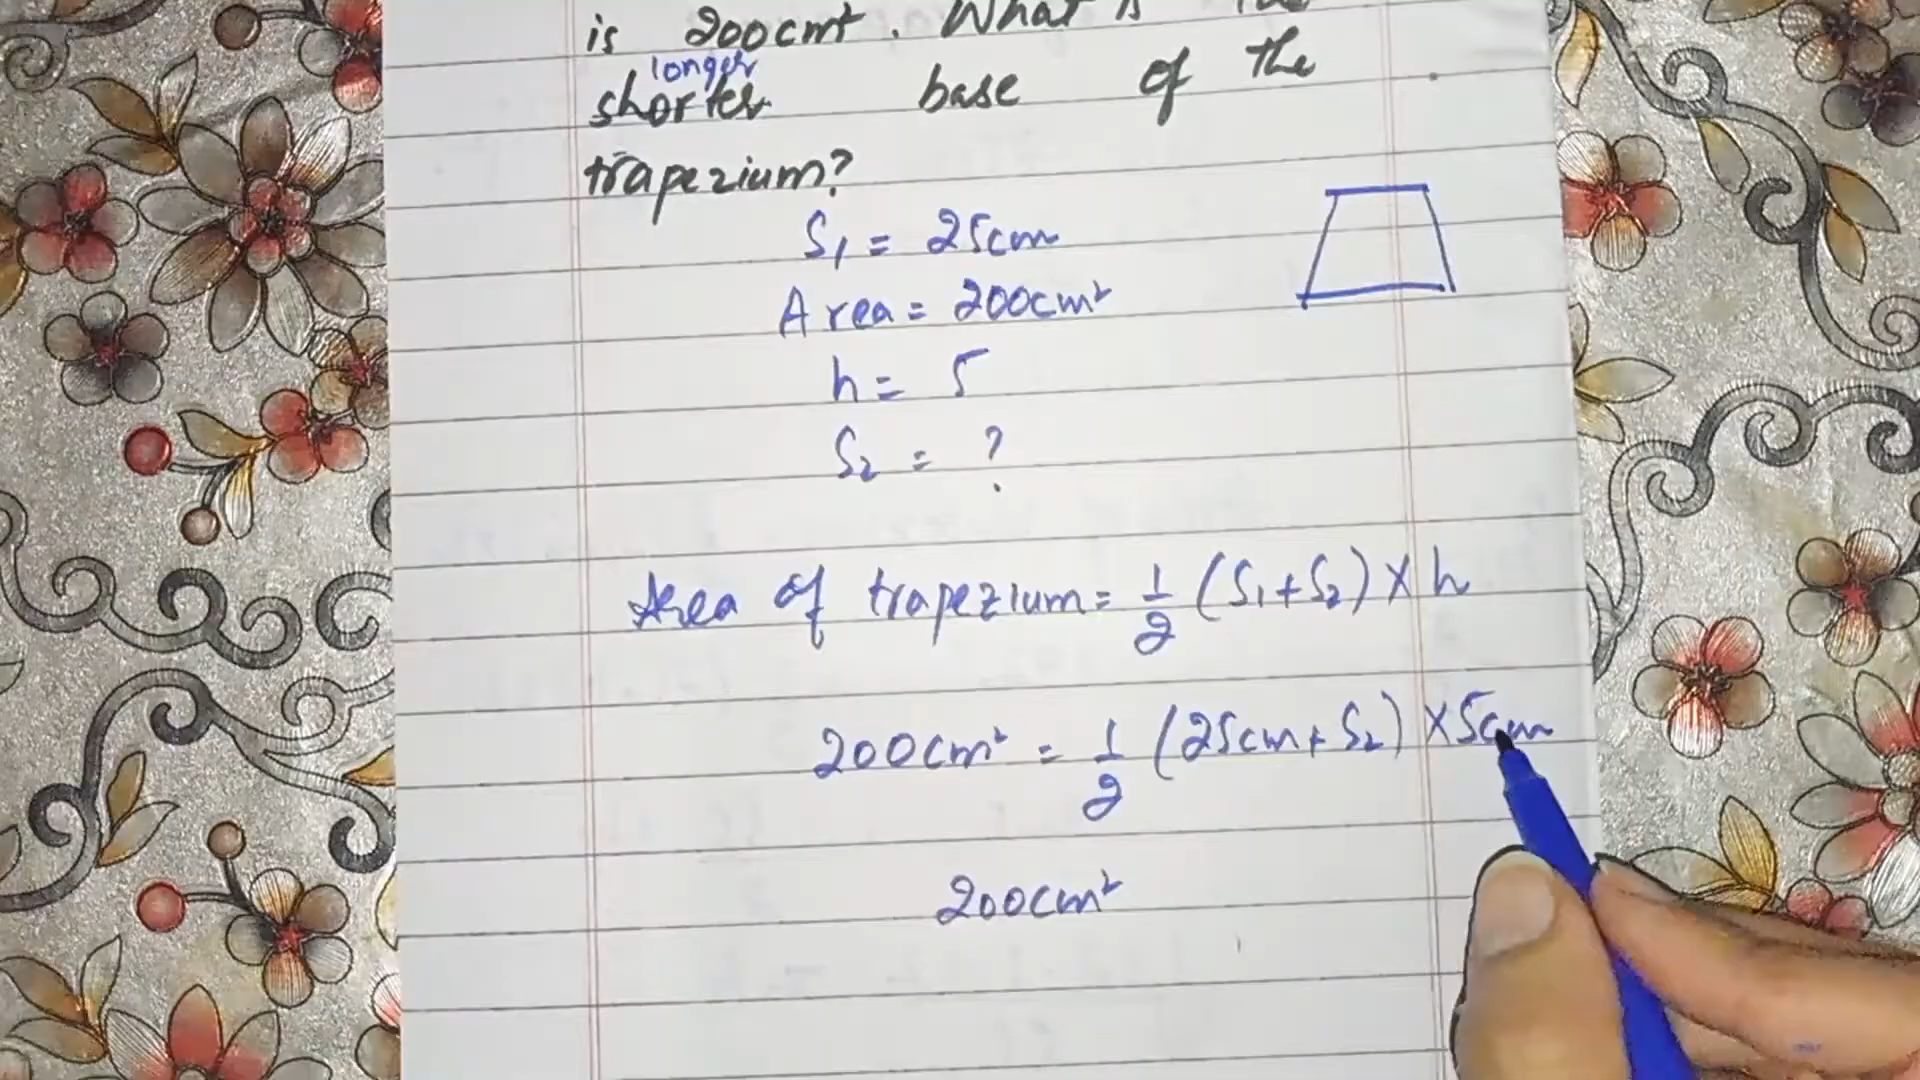 is 200cm². What is the
longer
shorter base of the
trapezium?
S₁ = 25cm
Area = 200cm²
h = 5
S₂ = ?
Area of trapezium = 1/2 (S₁+S₂) × h
200cm² = 1/2 (25cm + S₂) × 5cm
200cm²